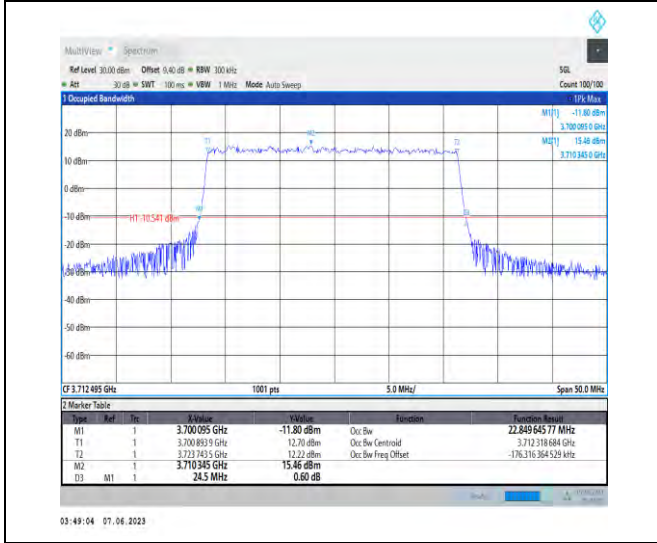 MultiView Spectrum
Ref Level 30.00 dBm Offset 9.40 dB RBW 300 kHz SGL
Att 30 dB SWT 100 ms VBW 1 MHz Mode Auto Sweep Count 100/100
1 Occupied Bandwidth 1Pk Max
M1[1] -11.80 dBm
3.700 095 0 GHz
M2[1] 15.46 dBm
3.710 345 0 GHz
20 dBm
T1 M2 T2
10 dBm
0 dBm
-10 dBm H1 -10.541 dBm
-20 dBm
-30 dBm
-40 dBm
-50 dBm
-60 dBm
CF 3.712 495 GHz 1001 pts 5.0 MHz/ Span 50.0 MHz
2 Marker Table
Type Ref Trc X-Value Y-Value Function Function Result
M1 1 3.700 095 GHz -11.80 dBm Occ Bw 22.849 645 77 MHz
T1 1 3.700 893 9 GHz 12.70 dBm Occ Bw Centroid 3.712 318 684 GHz
T2 1 3.723 743 5 GHz 12.22 dBm Occ Bw Freq Offset -176.316 364 529 kHz
M2 1 3.710 345 GHz 15.46 dBm
D3 M1 1 24.5 MHz 0.60 dB
03:49:04 07.06.2023